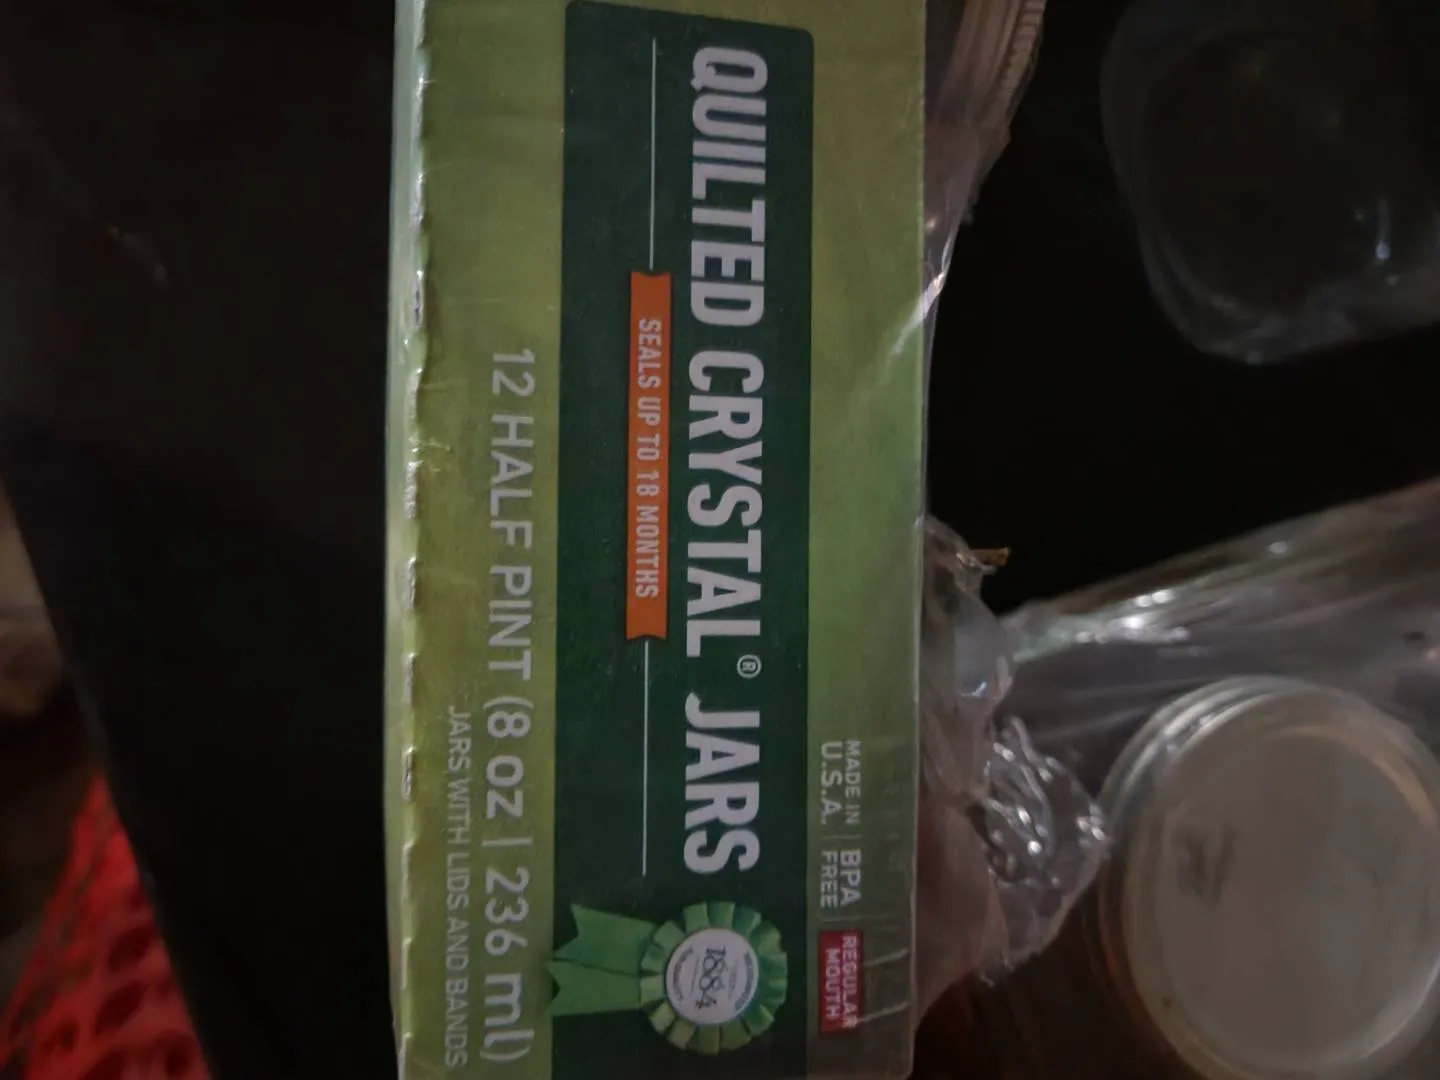 MADE IN
U.S.A.
BPA
FREE
REGULAR
MOUTH
QUILTED CRYSTAL® JARS
SEALS UP TO 18 MONTHS
1884
12 HALF PINT (8 oz | 236 ml)
JARS WITH LIDS AND BANDS